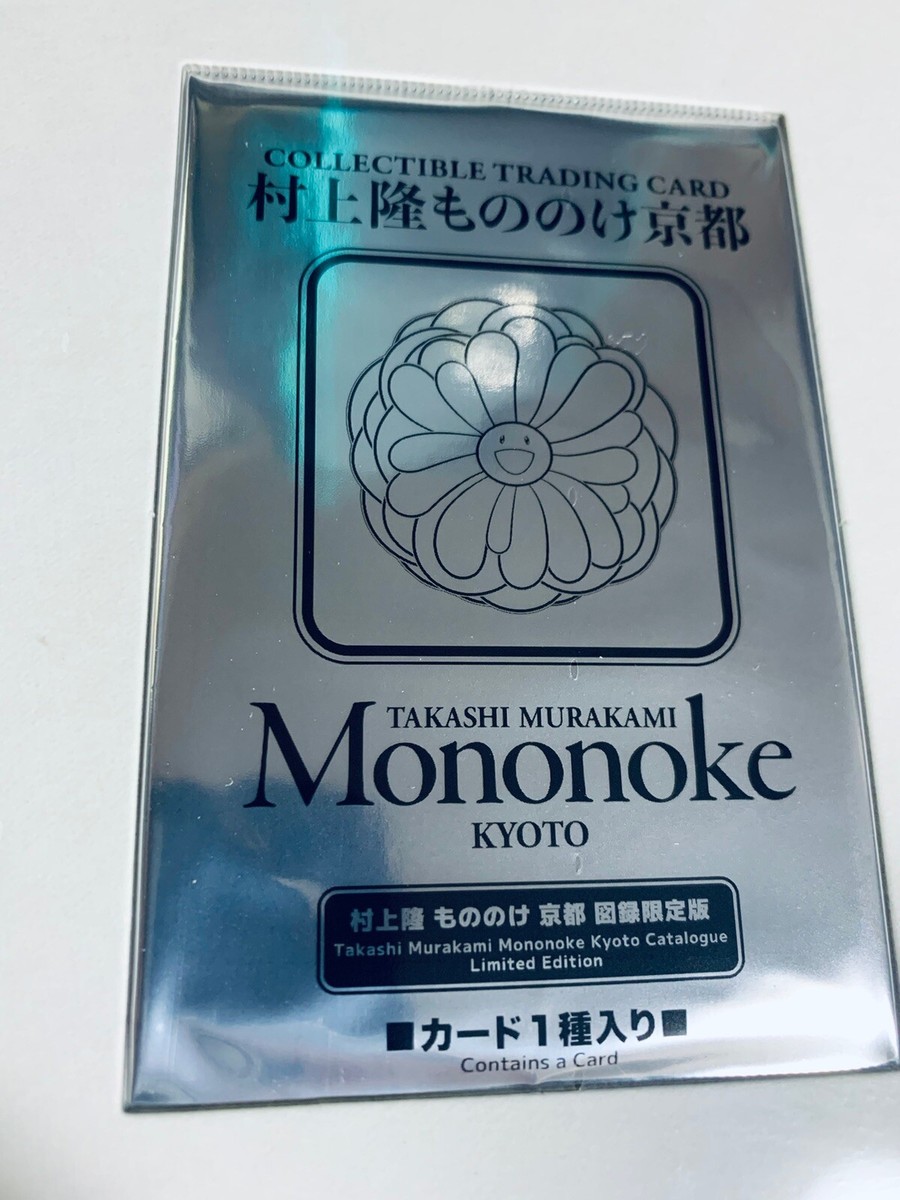 COLLECTIBLE TRADING CARD
村上隆もののけ京都
TAKASHI MURAKAMI
Mononoke
KYOTO
村上隆 もののけ 京都 図録限定版
Takashi Murakami Mononoke Kyoto Catalogue
Limited Edition
■カード1種入り■
Contains a Card